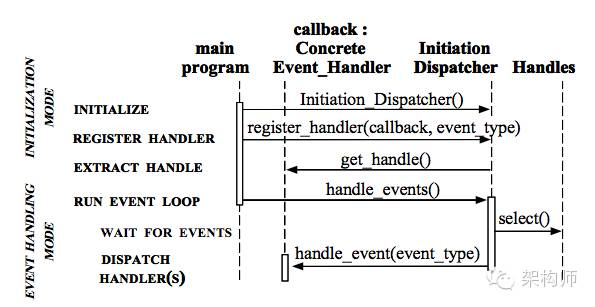 callback :
main Concrete Initiation
program Event_Handler Dispatcher Handles
INITIALIZATION
MODE
INITIALIZE Initiation_Dispatcher()
REGISTER HANDLER register_handler(callback, event_type)
EXTRACT HANDLE get_handle()
EVENT HANDLING
MODE
RUN EVENT LOOP handle_events()
WAIT FOR EVENTS select()
DISPATCH handle_event(event_type)
HANDLER(S)
架构师